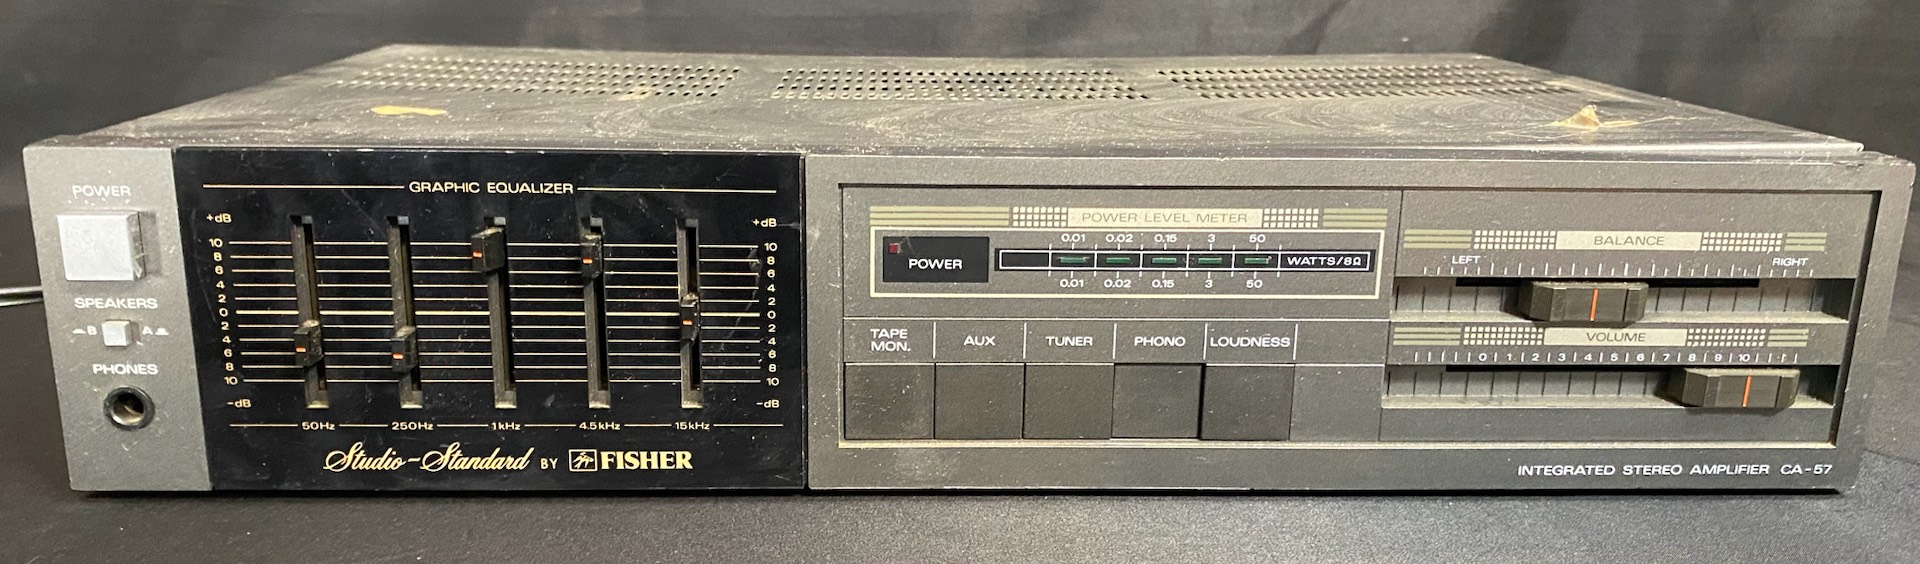 POWER
SPEAKERS
B A
PHONES
GRAPHIC EQUALIZER
+dB +dB
10 10
8 8
6 6
4 4
2 2
0 0
2 2
4 4
6 6
8 8
10 10
-dB -dB
50Hz 250Hz 1kHz 4.5kHz 15kHz
Studio-Standard BY FISHER
POWER LEVEL METER
0.01 0.02 0.15 3 50
POWER WATTS/8Ω
0.01 0.02 0.15 3 50
TAPE MON.
AUX
TUNER
PHONO
LOUDNESS
BALANCE
LEFT RIGHT
VOLUME
0 1 2 3 4 5 6 7 8 9 10
INTEGRATED STEREO AMPLIFIER CA-57